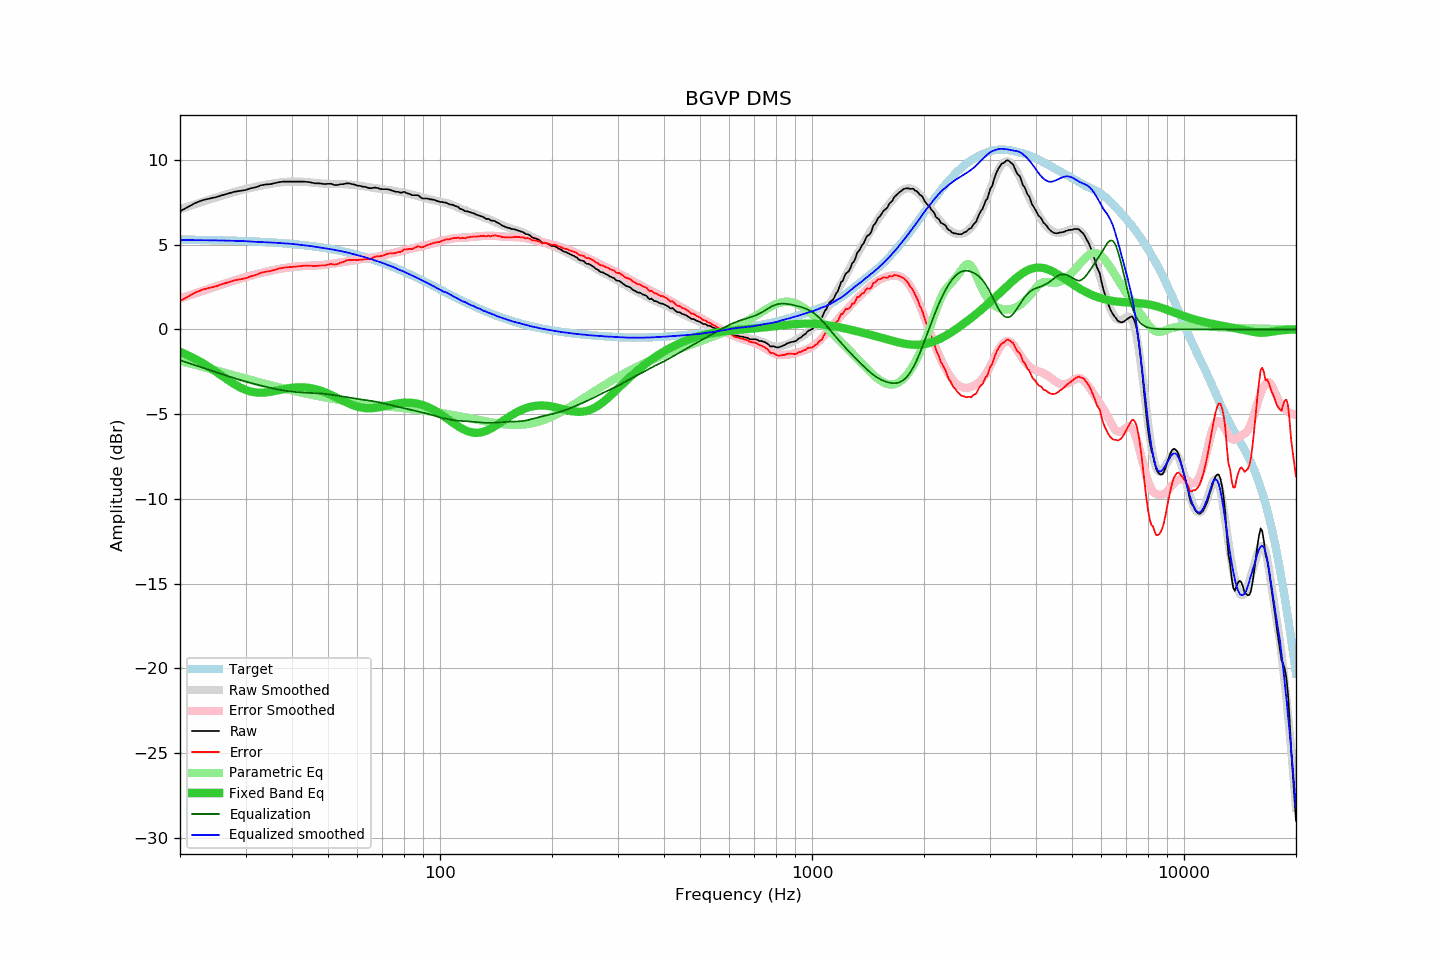 BGVP DMS
Amplitude (dBr)
10
5
0
−5
−10
−15
−20
−25
−30
Target
Raw Smoothed
Error Smoothed
Raw
Error
Parametric Eq
Fixed Band Eq
Equalization
Equalized smoothed
100
1000
10000
Frequency (Hz)